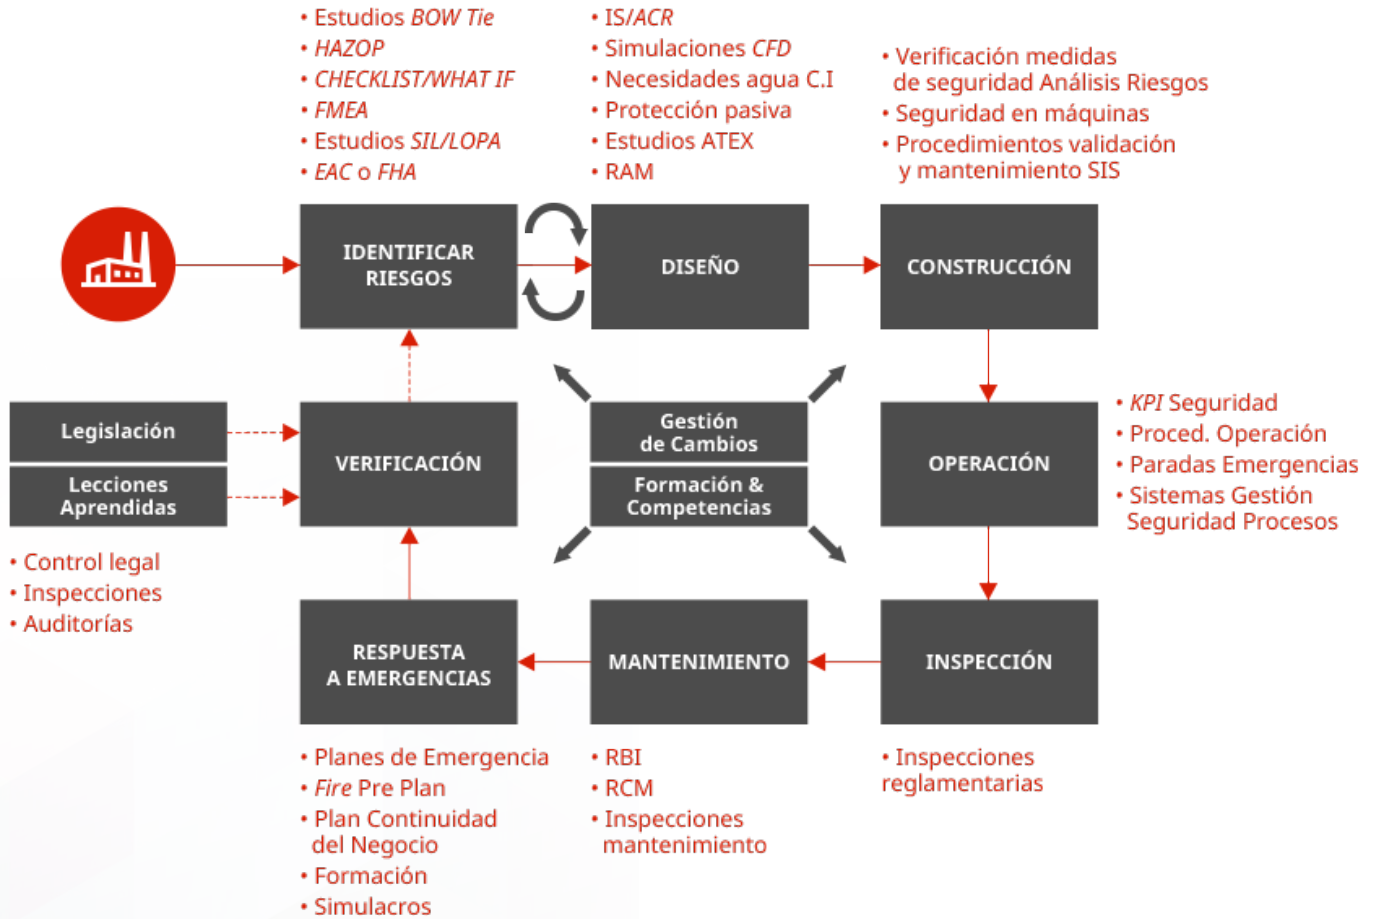 • Estudios BOW Tie
• HAZOP
• CHECKLIST/WHAT IF
• FMEA
• Estudios SIL/LOPA
• EAC o FHA
• IS/ACR
• Simulaciones CFD
• Necesidades agua C.I
• Protección pasiva
• Estudios ATEX
• RAM
• Verificación medidas
de seguridad Análisis Riesgos
• Seguridad en máquinas
• Procedimientos validación
y mantenimiento SIS
IDENTIFICAR
RIESGOS
DISEÑO
CONSTRUCCIÓN
Legislación
Lecciones
Aprendidas
VERIFICACIÓN
Gestión
de Cambios
Formación &
Competencias
OPERACIÓN
• KPI Seguridad
• Proced. Operación
• Paradas Emergencias
• Sistemas Gestión
Seguridad Procesos
• Control legal
• Inspecciones
• Auditorías
RESPUESTA
A EMERGENCIAS
MANTENIMIENTO
INSPECCIÓN
• Planes de Emergencia
• Fire Pre Plan
• Plan Continuidad
del Negocio
• Formación
• Simulacros
• RBI
• RCM
• Inspecciones
mantenimiento
• Inspecciones
reglamentarias